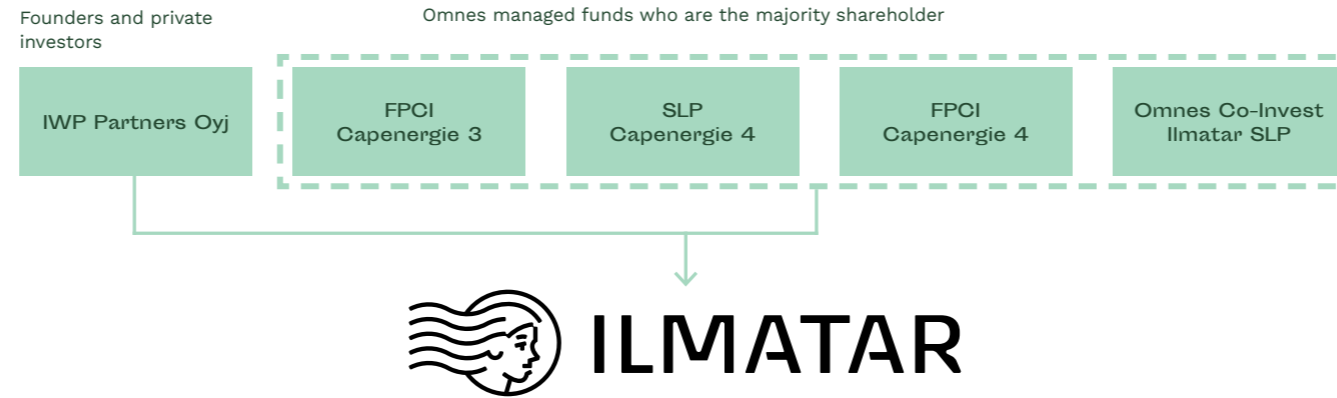 Founders and private
investors
Omnes managed funds who are the majority shareholder
IWP Partners Oyj
FPCI
Capenergie 3
SLP
Capenergie 4
FPCI
Capenergie 4
Omnes Co-Invest
Ilmatar SLP
ILMATAR